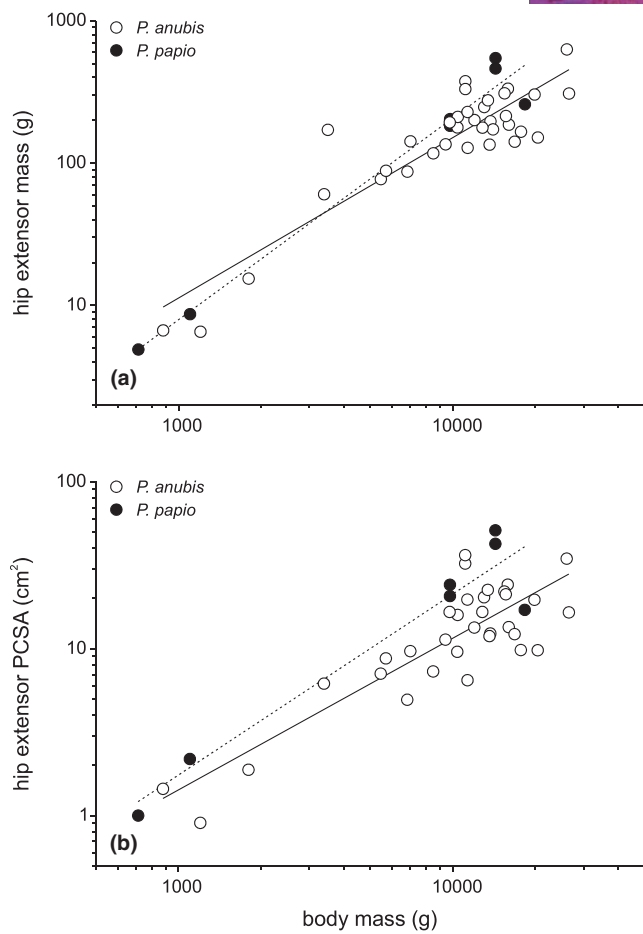 1000
P. anubis
P. papio
100
10
hip extensor mass (g)
(a)
1000
10000
100
P. anubis
P. papio
10
1
hip extensor PCSA (cm²)
(b)
1000
10000
body mass (g)